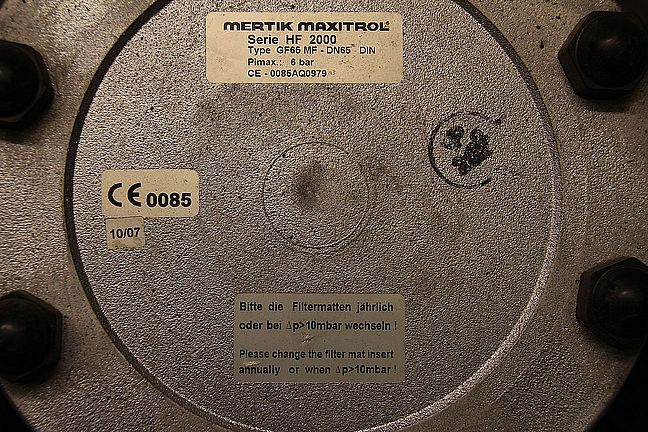 MERTIK MAXITROL®
Serie HF 2000
Type GF65 MF - DN65 DIN
Pimax.: 6 bar
CE - 0085AQ0979
CE 0085
10/07
Bitte die Filtermatten jährlich
oder bei Δp>10mbar wechseln !
Please change the filter mat insert
annually or when Δp>10mbar !